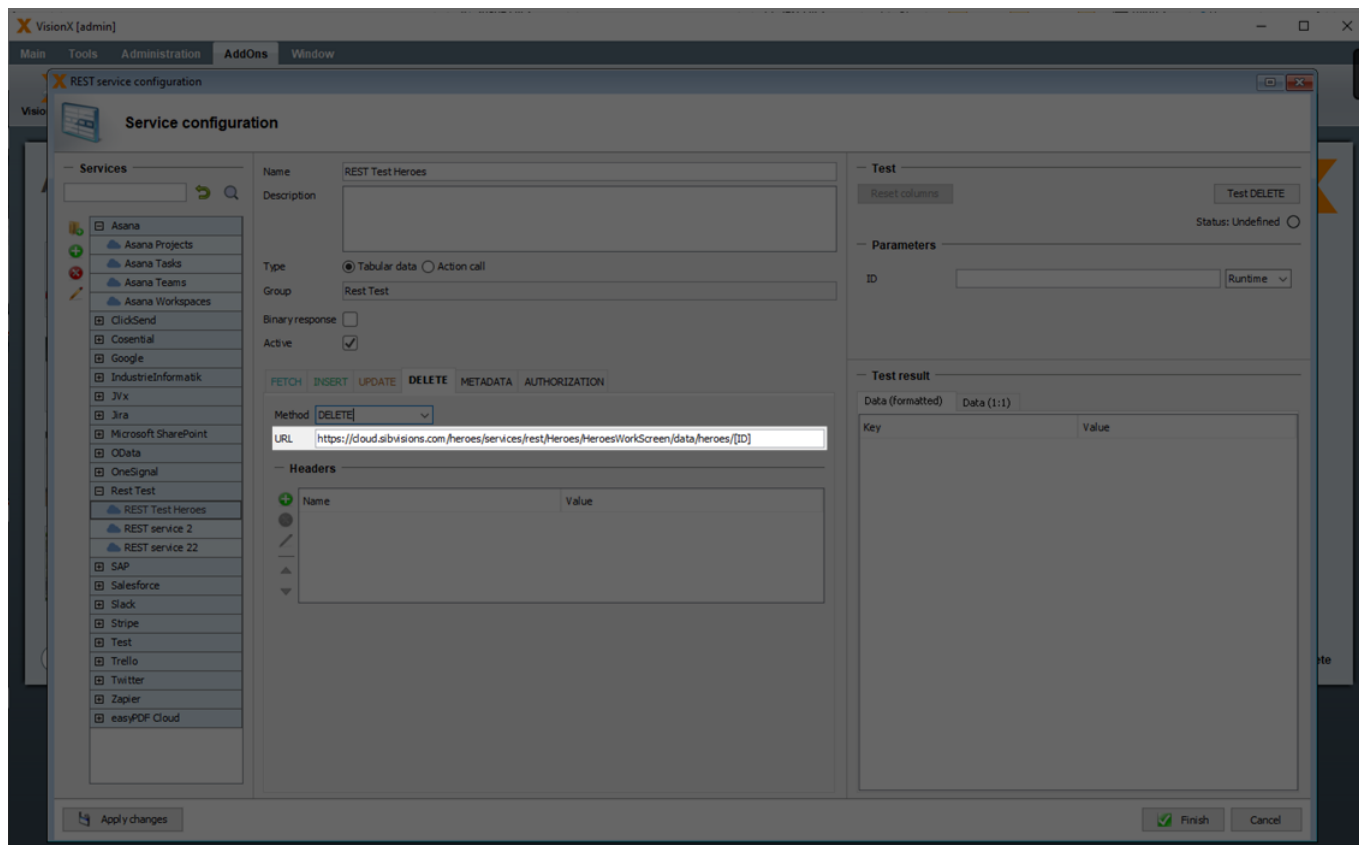 VisionX [admin]
Main Tools Administration AddOns Window
REST service configuration
Visio
Service configuration
Services
Asana
Asana Projects
Asana Tasks
Asana Teams
Asana Workspaces
ClickSend
Cosential
Google
IndustrieInformatik
JVx
Jira
Microsoft SharePoint
OData
OneSignal
Rest Test
REST Test Heroes
REST service 2
REST service 22
SAP
Salesforce
Slack
Stripe
Test
Trello
Twitter
Zapier
easyPDF Cloud
Name REST Test Heroes
Description
Type Tabular data Action call
Group Rest Test
Binary response
Active
FETCH INSERT UPDATE DELETE METADATA AUTHORIZATION
Method DELETE
URL https://cloud.sibvisions.com/heroes/services/rest/Heroes/HeroesWorkScreen/data/heroes/[ID]
Headers
Name Value
Test
Reset columns Test DELETE
Status: Undefined
Parameters
ID Runtime
Test result
Data (formatted) Data (1:1)
Key Value
ete
Apply changes Finish Cancel